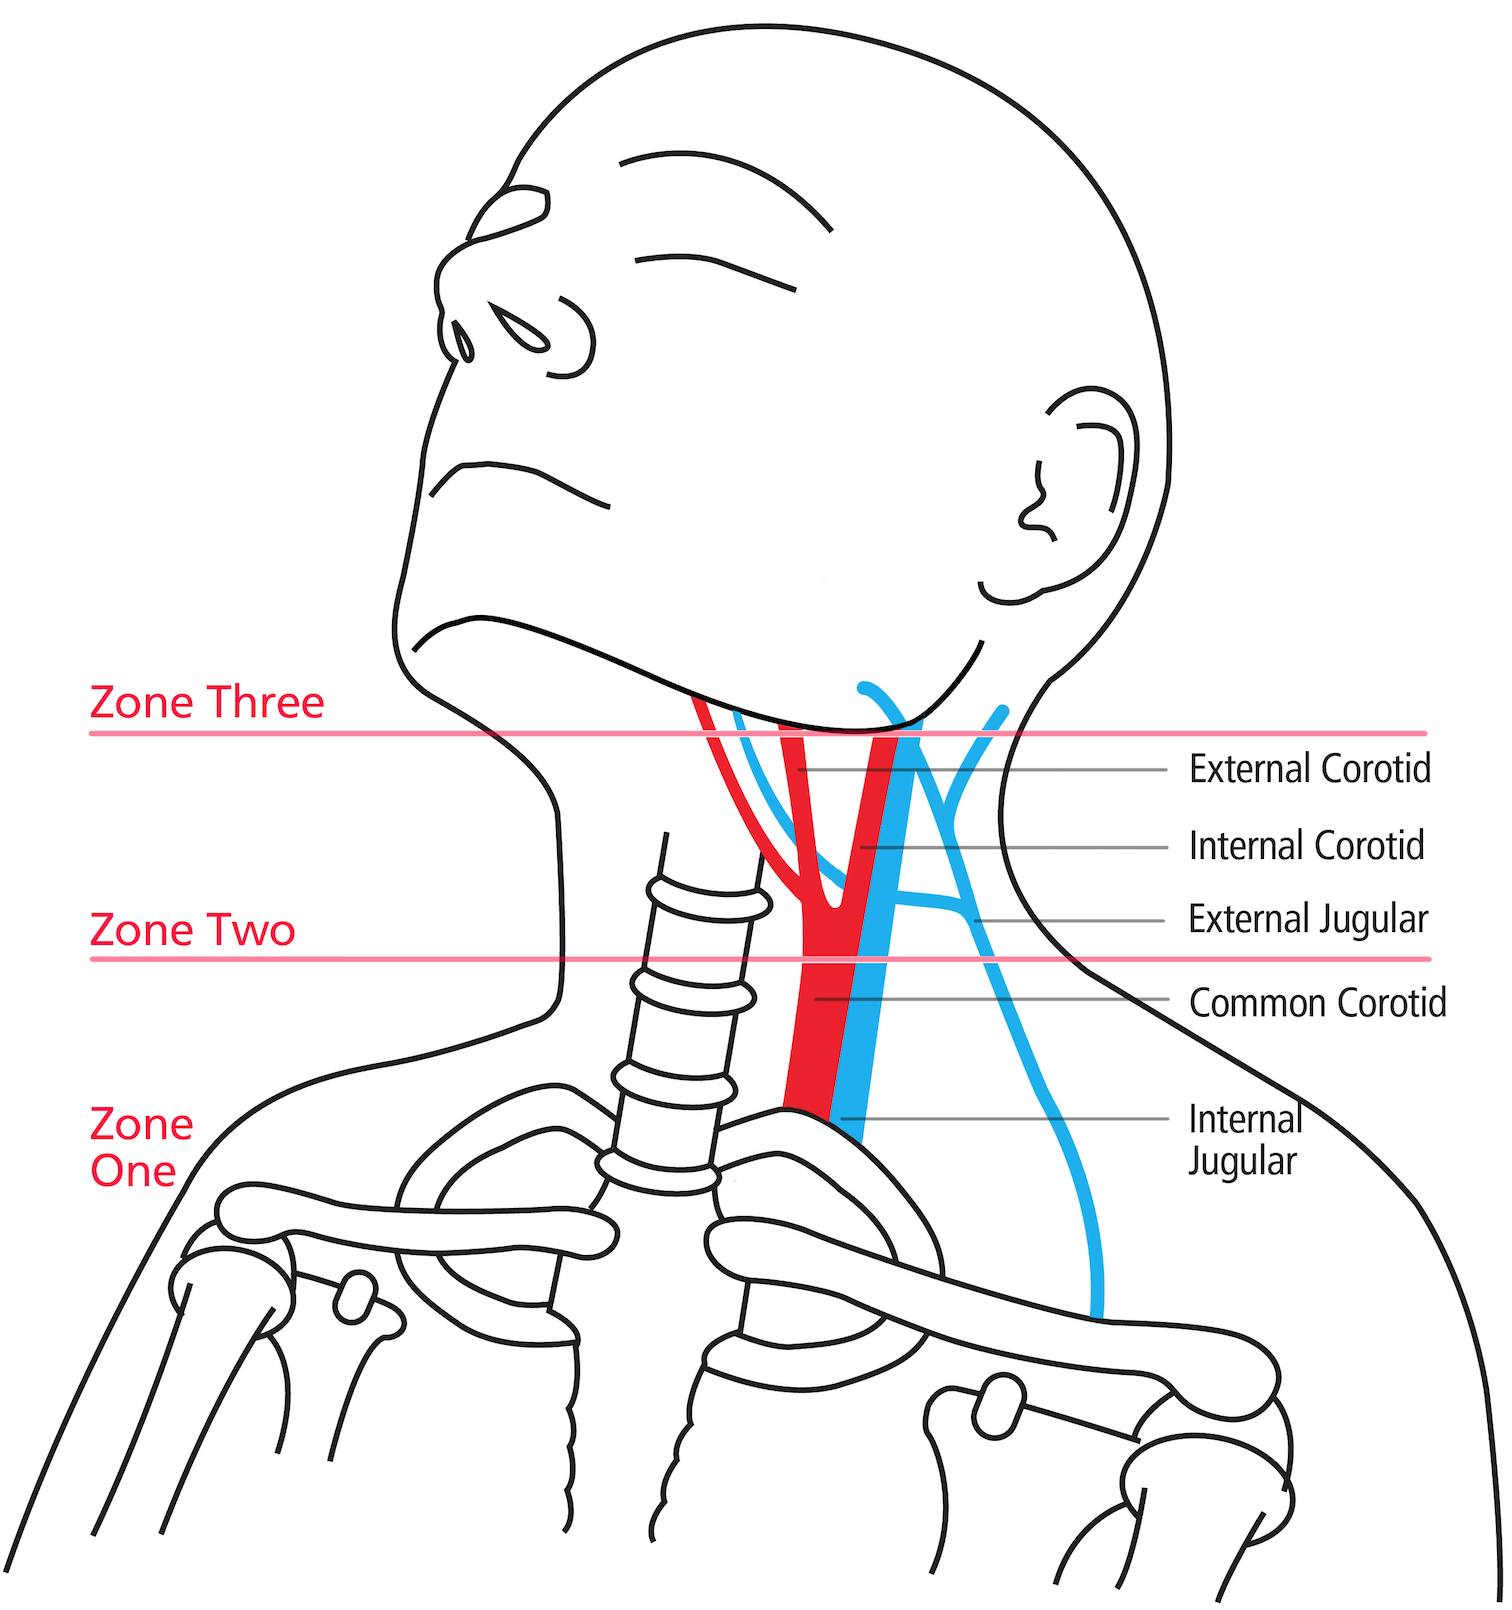 Zone Three
External Corotid
Internal Corotid
External Jugular
Zone Two
Common Corotid
Zone
One
Internal
Jugular